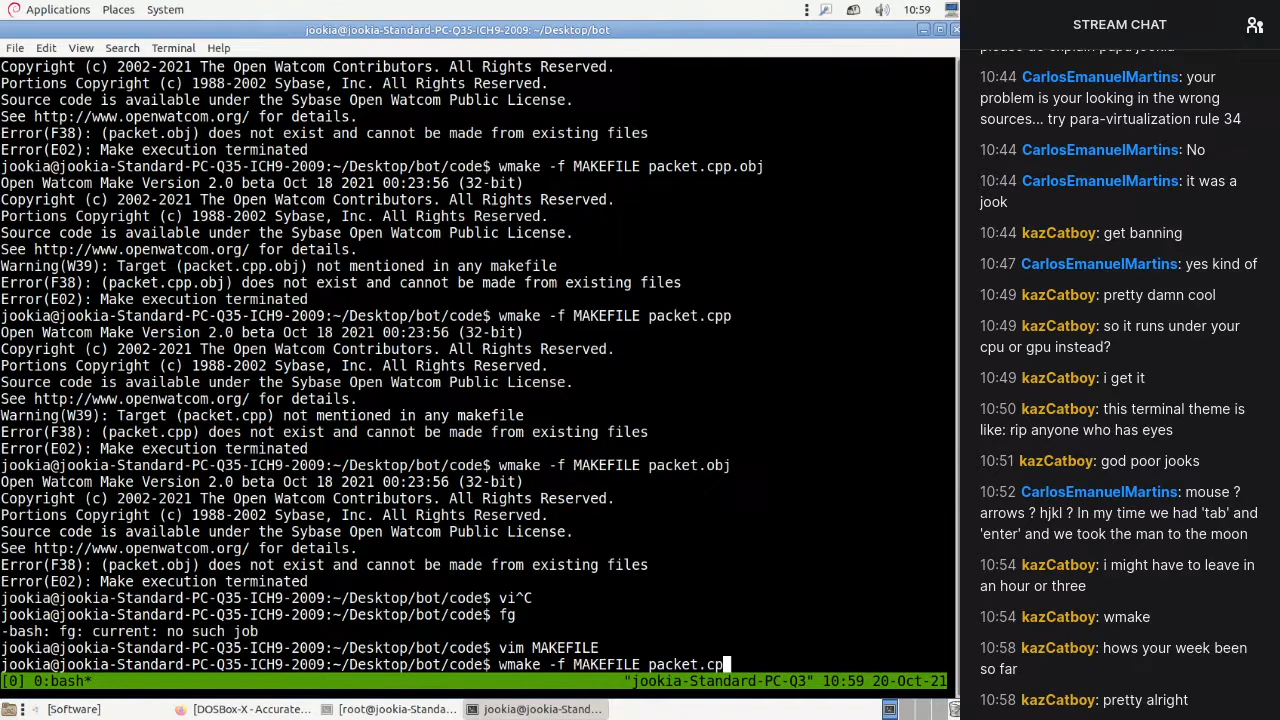 Applications Places System 10:59
jookia@jookia-Standard-PC-Q35-ICH9-2009: ~/Desktop/bot
File Edit View Search Terminal Help
Copyright (c) 2002-2021 The Open Watcom Contributors. All Rights Reserved.
Portions Copyright (c) 1988-2002 Sybase, Inc. All Rights Reserved.
Source code is available under the Sybase Open Watcom Public License.
See http://www.openwatcom.org/ for details.
Error(F38): (packet.obj) does not exist and cannot be made from existing files
Error(E02): Make execution terminated
jookia@jookia-Standard-PC-Q35-ICH9-2009:~/Desktop/bot/code$ wmake -f MAKEFILE packet.cpp.obj
Open Watcom Make Version 2.0 beta Oct 18 2021 00:23:56 (32-bit)
Copyright (c) 2002-2021 The Open Watcom Contributors. All Rights Reserved.
Portions Copyright (c) 1988-2002 Sybase, Inc. All Rights Reserved.
Source code is available under the Sybase Open Watcom Public License.
See http://www.openwatcom.org/ for details.
Warning(W39): Target (packet.cpp.obj) not mentioned in any makefile
Error(F38): (packet.cpp.obj) does not exist and cannot be made from existing files
Error(E02): Make execution terminated
jookia@jookia-Standard-PC-Q35-ICH9-2009:~/Desktop/bot/code$ wmake -f MAKEFILE packet.cpp
Open Watcom Make Version 2.0 beta Oct 18 2021 00:23:56 (32-bit)
Copyright (c) 2002-2021 The Open Watcom Contributors. All Rights Reserved.
Portions Copyright (c) 1988-2002 Sybase, Inc. All Rights Reserved.
Source code is available under the Sybase Open Watcom Public License.
See http://www.openwatcom.org/ for details.
Warning(W39): Target (packet.cpp) not mentioned in any makefile
Error(F38): (packet.cpp) does not exist and cannot be made from existing files
Error(E02): Make execution terminated
jookia@jookia-Standard-PC-Q35-ICH9-2009:~/Desktop/bot/code$ wmake -f MAKEFILE packet.obj
Open Watcom Make Version 2.0 beta Oct 18 2021 00:23:56 (32-bit)
Copyright (c) 2002-2021 The Open Watcom Contributors. All Rights Reserved.
Portions Copyright (c) 1988-2002 Sybase, Inc. All Rights Reserved.
Source code is available under the Sybase Open Watcom Public License.
See http://www.openwatcom.org/ for details.
Error(F38): (packet.obj) does not exist and cannot be made from existing files
Error(E02): Make execution terminated
jookia@jookia-Standard-PC-Q35-ICH9-2009:~/Desktop/bot/code$ vi^C
jookia@jookia-Standard-PC-Q35-ICH9-2009:~/Desktop/bot/code$ fg
-bash: fg: current: no such job
jookia@jookia-Standard-PC-Q35-ICH9-2009:~/Desktop/bot/code$ vim MAKEFILE
jookia@jookia-Standard-PC-Q35-ICH9-2009:~/Desktop/bot/code$ wmake -f MAKEFILE packet.cp
[0] 0:bash* "jookia-Standard-PC-Q3" 10:59 20-Oct-21
[Software] [DOSBox-X - Accurate... [root@jookia-Standa... jookia@jookia-Stand...
STREAM CHAT
please do explain papa jookia
10:44 CarlosEmanuelMartins: your
problem is your looking in the wrong
sources... try para-virtualization rule 34
10:44 CarlosEmanuelMartins: No
10:44 CarlosEmanuelMartins: it was a
jook
10:44 kazCatboy: get banning
10:47 CarlosEmanuelMartins: yes kind of
10:49 kazCatboy: pretty damn cool
10:49 kazCatboy: so it runs under your
cpu or gpu instead?
10:49 kazCatboy: i get it
10:50 kazCatboy: this terminal theme is
like: rip anyone who has eyes
10:51 kazCatboy: god poor jooks
10:52 CarlosEmanuelMartins: mouse ?
arrows ? hjkl ? In my time we had 'tab' and
'enter' and we took the man to the moon
10:54 kazCatboy: i might have to leave in
an hour or three
10:54 kazCatboy: wmake
10:58 kazCatboy: hows your week been
so far
10:58 kazCatboy: pretty alright